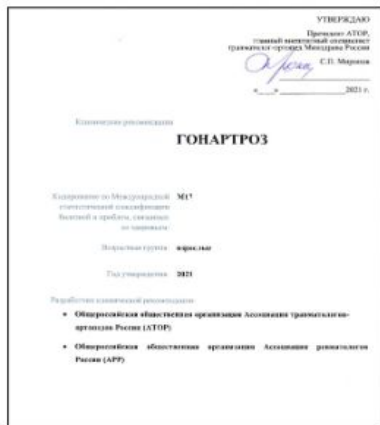 УТВЕРЖДАЮ
Президент АТОР,
главный внештатный специалист
травматолог-ортопед Минздрава России
С.П. Миронов
«___» ____________ 2021 г.
Клинические рекомендации
ГОНАРТРОЗ
Кодирование по Международной M17
статистической классификации
болезней и проблем, связанных
со здоровьем:
Возрастная группа: взрослые
Год утверждения: 2021
Разработчик клинической рекомендации:
• Общероссийская общественная организация Ассоциация травматологов-
ортопедов России (АТОР)
• Общероссийская общественная организация Ассоциация ревматологов
России (АРР)